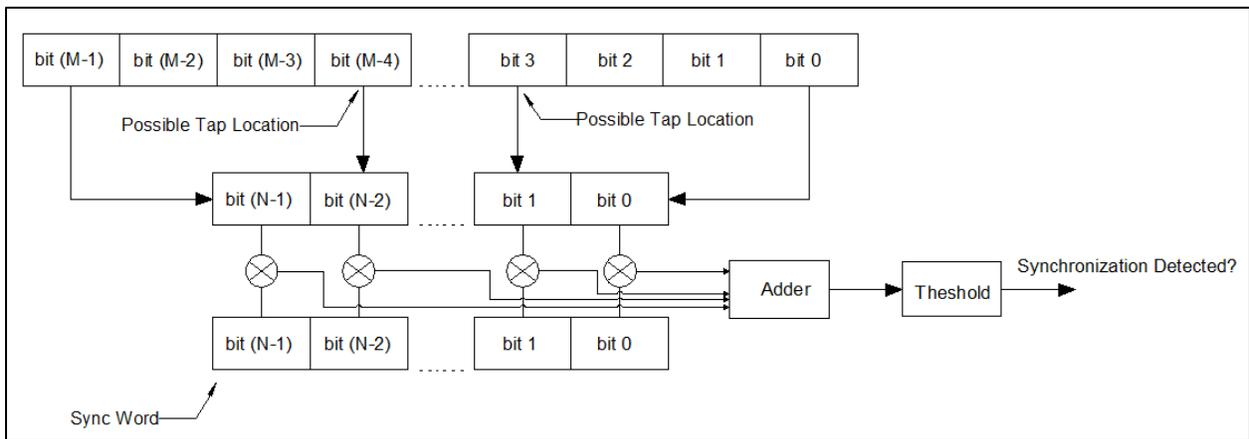 bit (M-1) bit (M-2) bit (M-3) bit (M-4) bit 3 bit 2 bit 1 bit 0
Possible Tap Location Possible Tap Location
bit (N-1) bit (N-2) bit 1 bit 0
Synchronization Detected?
Adder Theshold
bit (N-1) bit (N-2) bit 1 bit 0
Sync Word